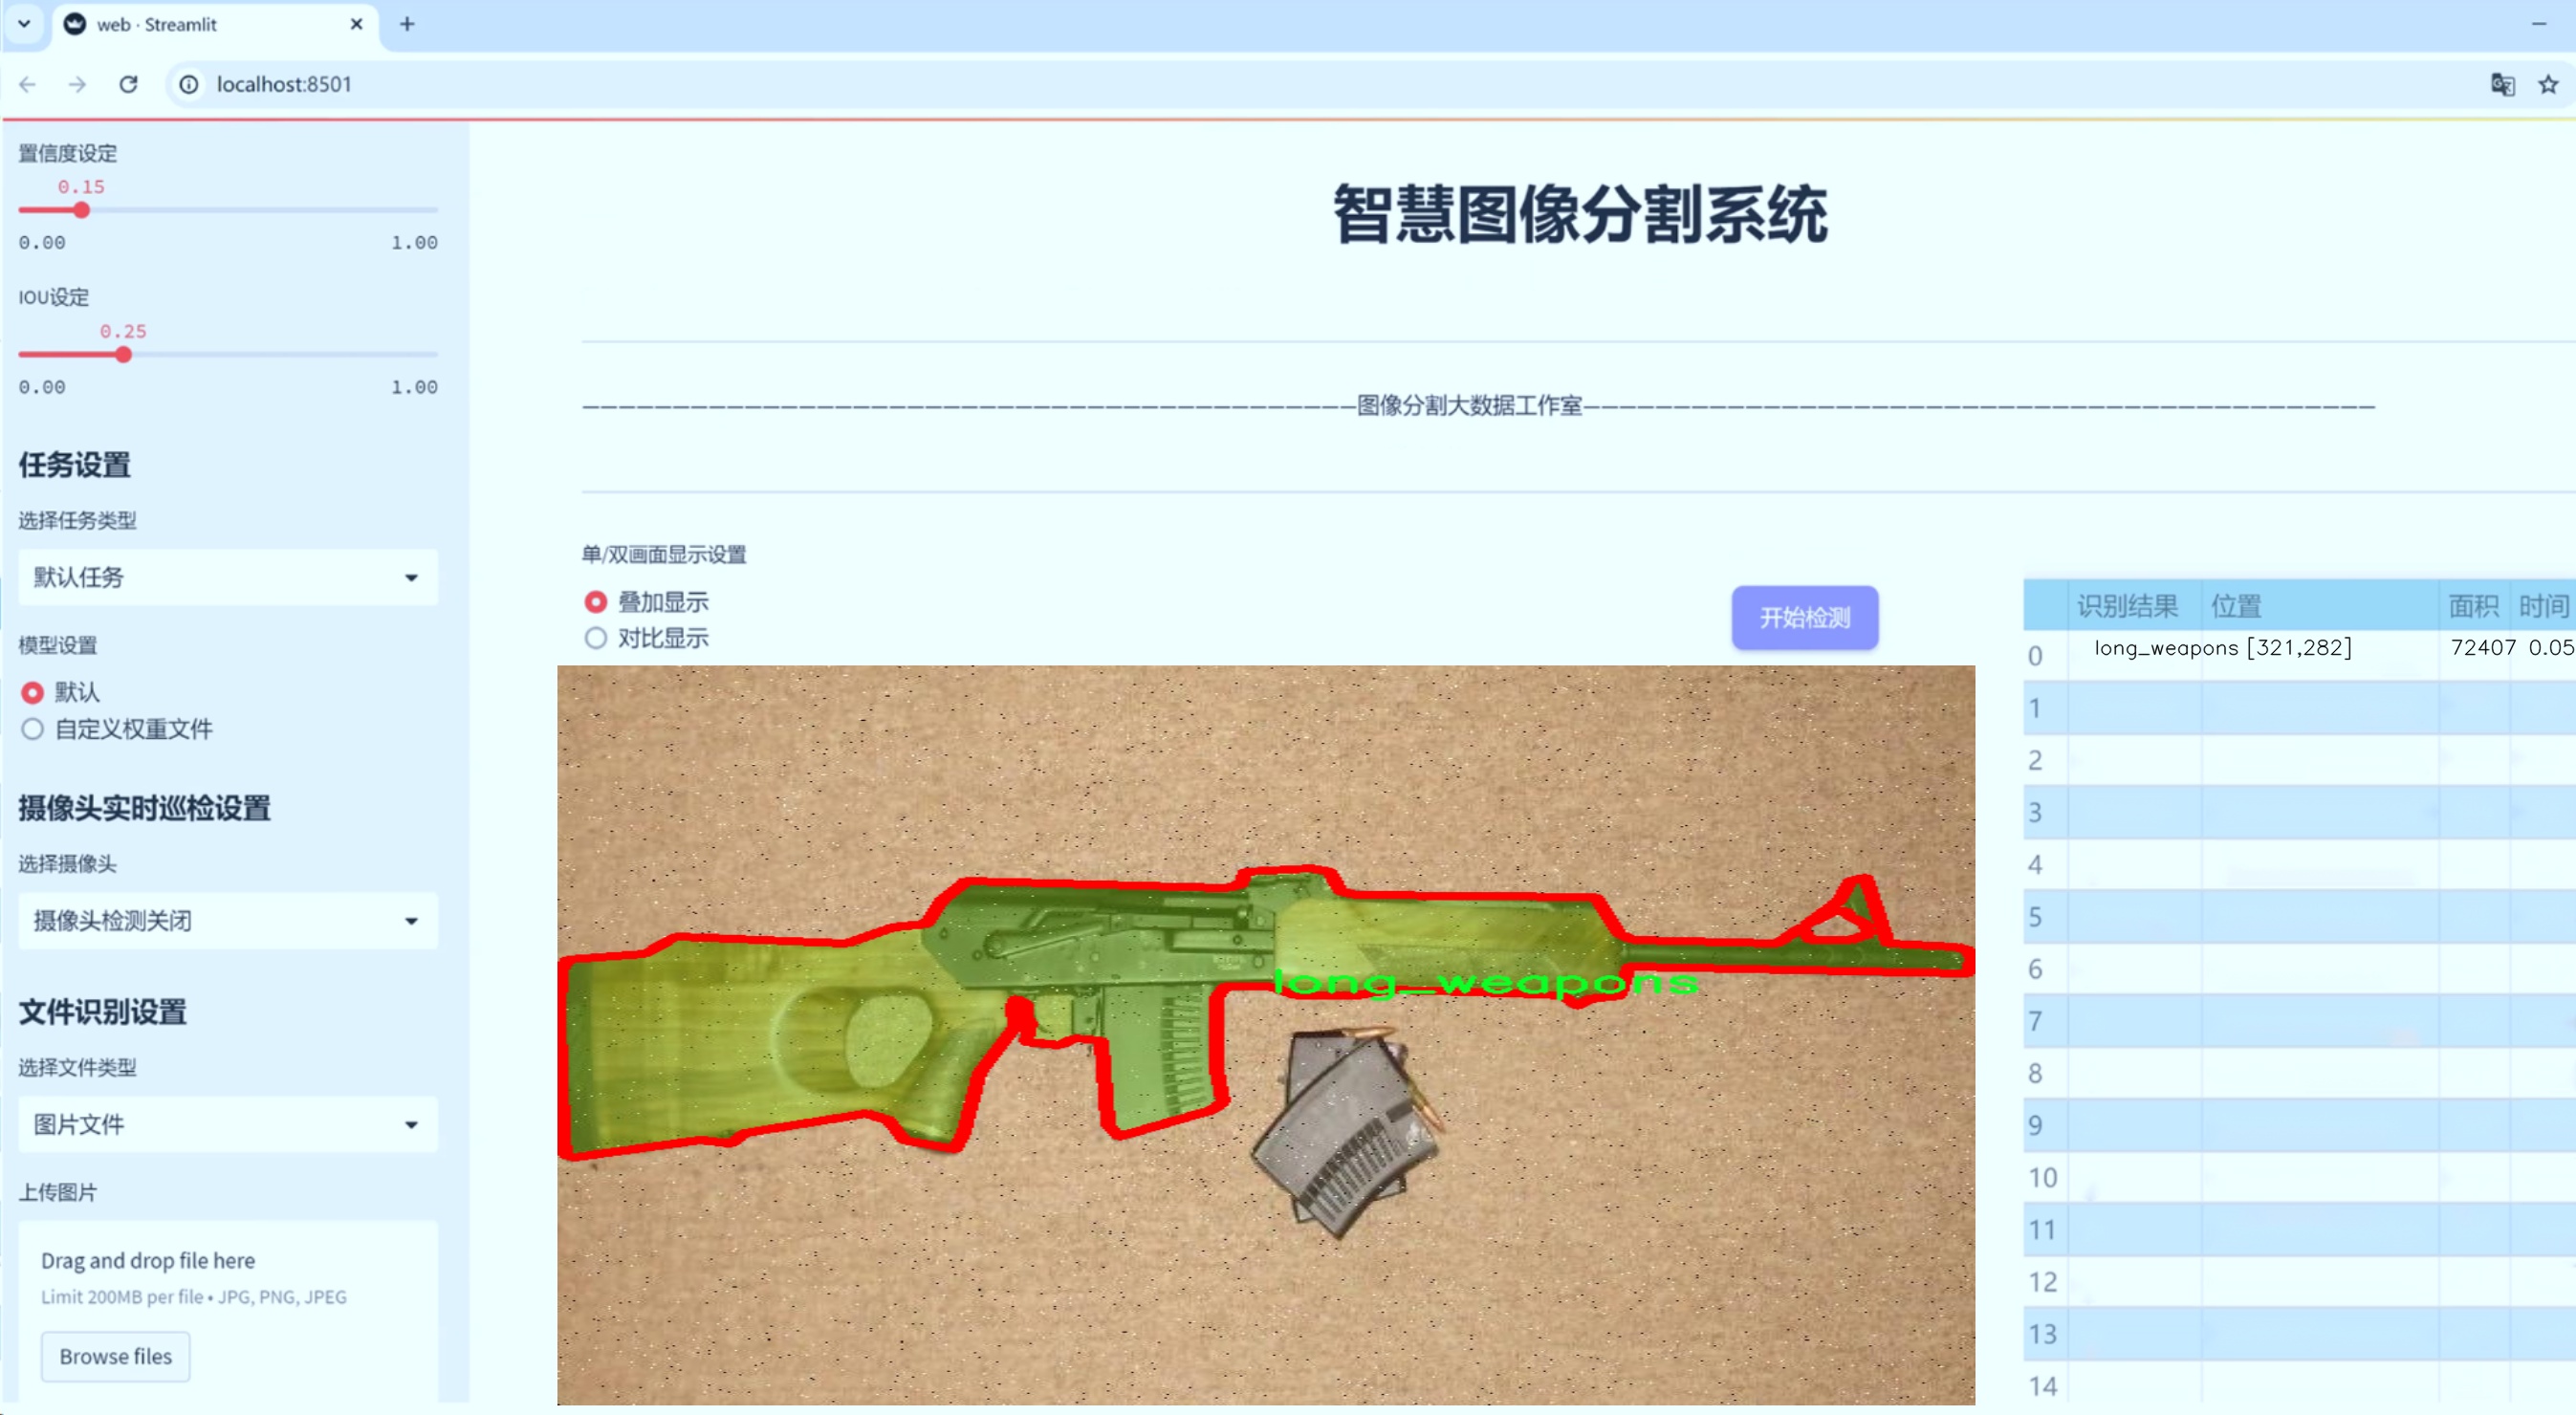 web · Streamlit
localhost:8501
置信度设定
0.15
0.00 1.00
IOU设定
0.25
0.00 1.00
任务设置
选择任务类型
默认任务
模型设置
默认
自定义权重文件
摄像头实时巡检设置
选择摄像头
摄像头检测关闭
文件识别设置
选择文件类型
图片文件
上传图片
Drag and drop file here
Limit 200MB per file • JPG, PNG, JPEG
Browse files
智慧图像分割系统
图像分割大数据工作室
单/双画面显示设置
叠加显示
对比显示
开始检测
long_weapons
识别结果 位置 面积 时间
0 long_weapons [321,282] 72407 0.05
1
2
3
4
5
6
7
8
9
10
11
12
13
14